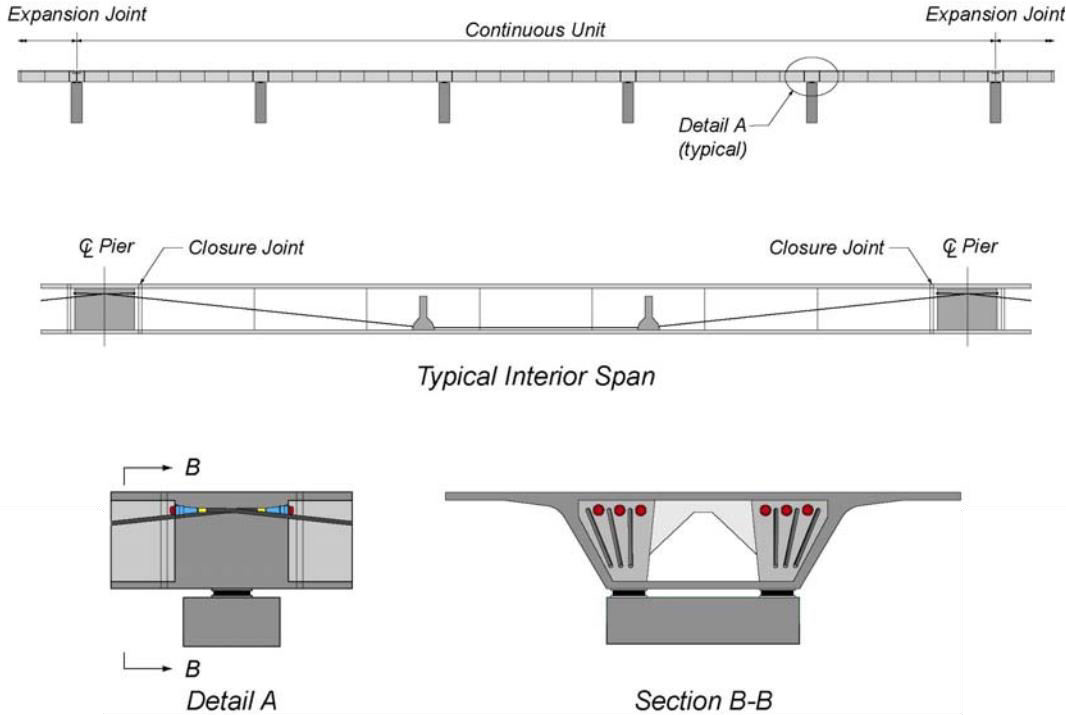 Expansion Joint
Expansion Joint
Continuous Unit
Detail A
(typical)
℄ Pier
Closure Joint
Closure Joint
℄ Pier
Typical Interior Span
B
B
Detail A
Section B-B